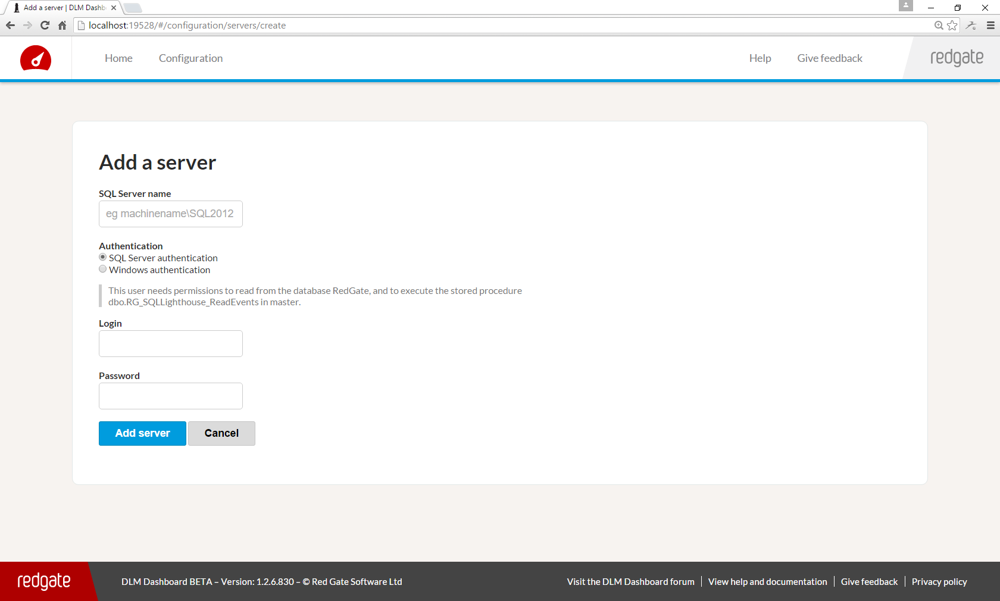 Add a server | DLM Dashb
localhost:19528/#/configuration/servers/create
Home
Configuration
Help
Give feedback
redgate
Add a server
SQL Server name
eg machinename\SQL2012
Authentication
SQL Server authentication
Windows authentication
This user needs permissions to read from the database RedGate, and to execute the stored procedure
dbo.RG_SQLLighthouse_ReadEvents in master.
Login
Password
Add server
Cancel
redgate
DLM Dashboard BETA – Version: 1.2.6.830 – © Red Gate Software Ltd
Visit the DLM Dashboard forum
View help and documentation
Give feedback
Privacy policy